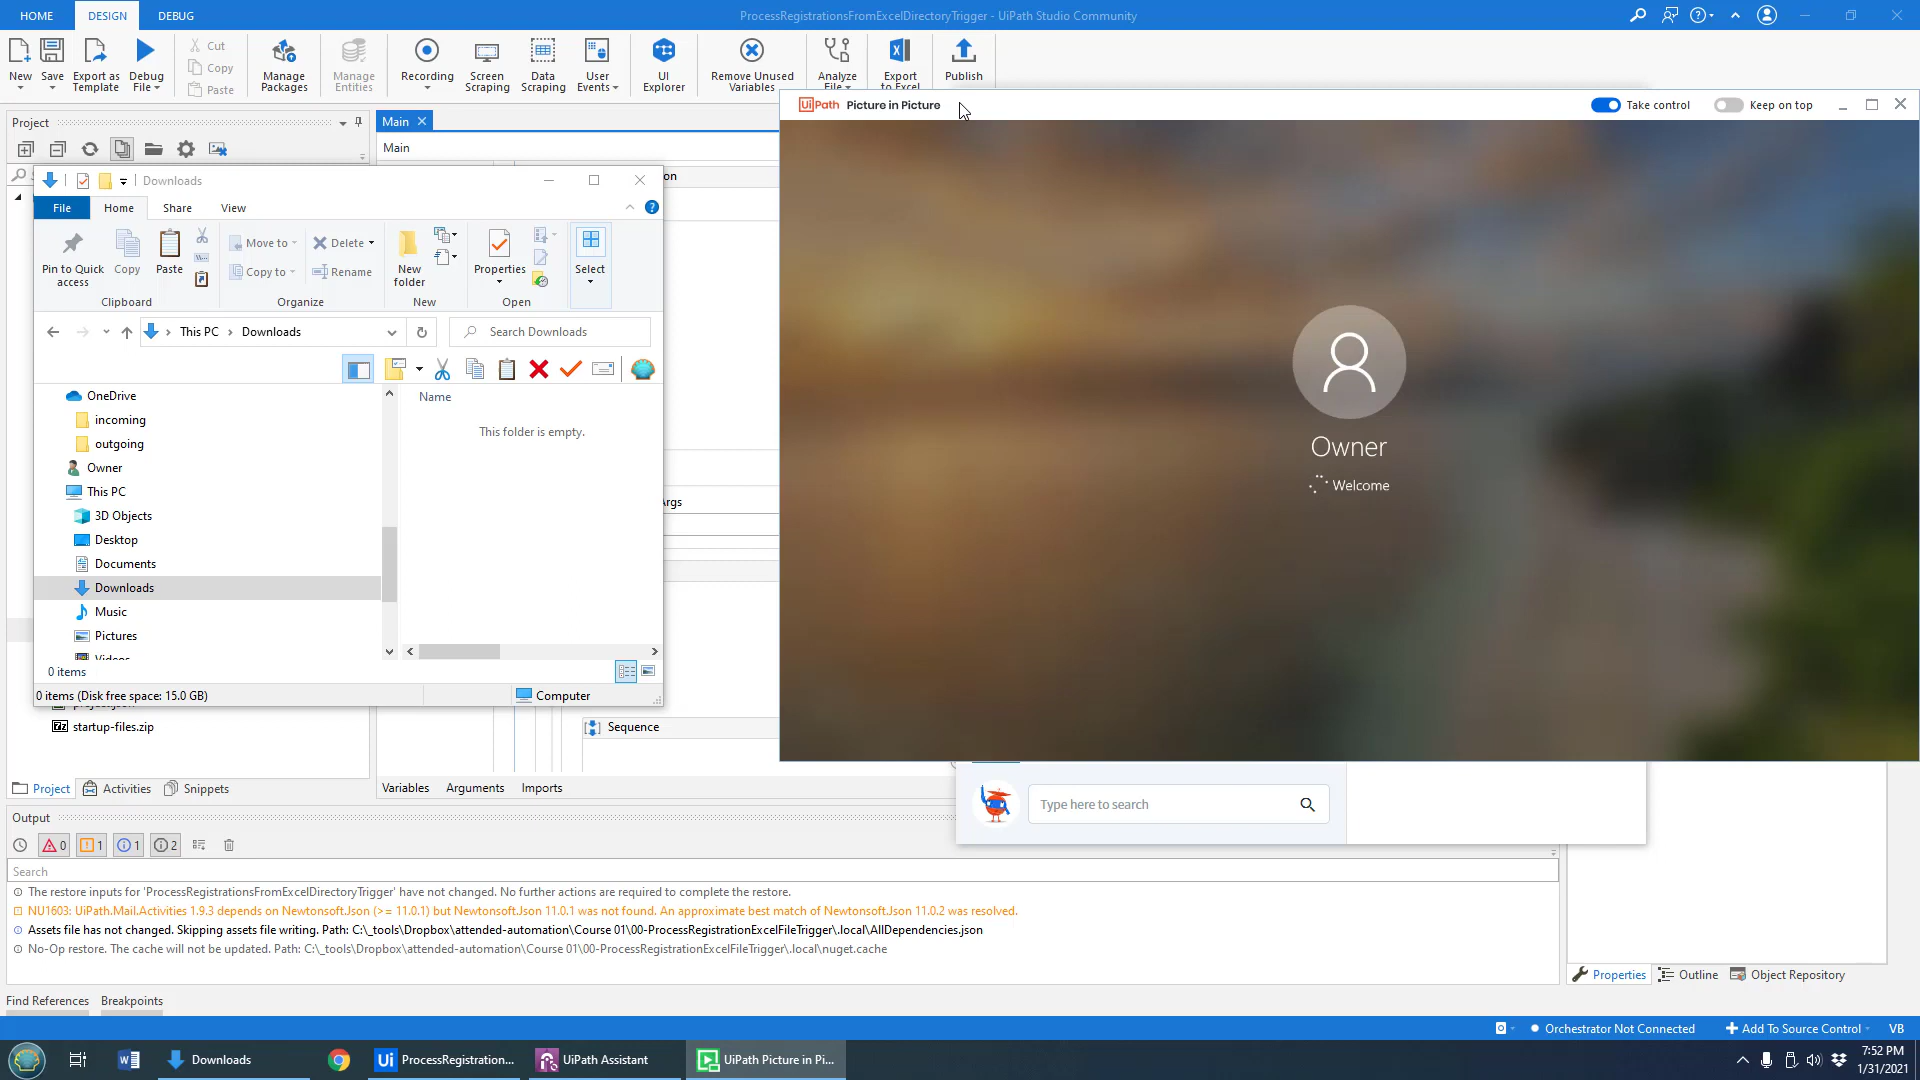 HOME
DESIGN
DEBUG
ProcessRegistrationsFromExcelDirectoryTrigger - UiPath Studio Community
New
Save
Export as Template
Debug File
Cut
Copy
Paste
Manage Packages
Manage Entities
Recording
Screen Scraping
Data Scraping
User Events
UI Explorer
Remove Unused Variables
Analyze File
Export to Excel
Publish
UiPath Picture in Picture
Take control
Keep on top
Project
Main
Main
on
Downloads
File
Home
Share
View
Pin to Quick access
Copy
Paste
Move to
Copy to
Delete
Rename
New folder
Properties
Select
Clipboard
Organize
New
Open
This PC
Downloads
Search Downloads
OneDrive
incoming
outgoing
Owner
This PC
3D Objects
Desktop
Documents
Downloads
Music
Pictures
Videos
Name
This folder is empty.
0 items
0 items (Disk free space: 15.0 GB)
Computer
Args
Owner
Welcome
project.json
startup-files.zip
Sequence
Project
Activities
Snippets
Variables
Arguments
Imports
Type here to search
Output
0
1
1
2
Search
The restore inputs for 'ProcessRegistrationsFromExcelDirectoryTrigger' have not changed. No further actions are required to complete the restore.
NU1603: UiPath.Mail.Activities 1.9.3 depends on Newtonsoft.Json (>= 11.0.1) but Newtonsoft.Json 11.0.1 was not found. An approximate best match of Newtonsoft.Json 11.0.2 was resolved.
Assets file has not changed. Skipping assets file writing. Path: C:\_tools\Dropbox\attended-automation\Course 01\00-ProcessRegistrationExcelFileTrigger\.local\AllDependencies.json
No-Op restore. The cache will not be updated. Path: C:\_tools\Dropbox\attended-automation\Course 01\00-ProcessRegistrationExcelFileTrigger\.local\nuget.cache
Properties
Outline
Object Repository
Find References
Breakpoints
Orchestrator Not Connected
Add To Source Control
VB
Downloads
ProcessRegistration...
UiPath Assistant
UiPath Picture in Pi...
7:52 PM
1/31/2021